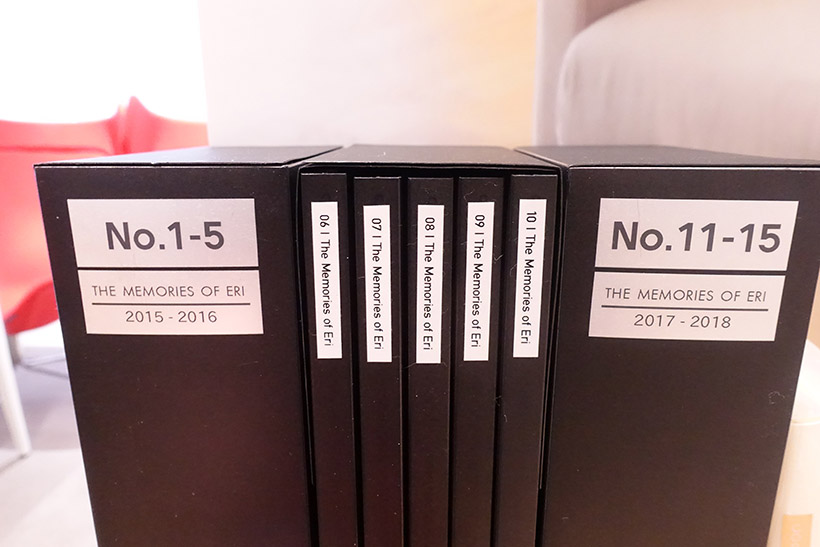 No.1-5
THE MEMORIES OF ERI
2015 - 2016
06 | The Memories of Eri
07 | The Memories of Eri
08 | The Memories of Eri
09 | The Memories of Eri
10 | The Memories of Eri
No.11-15
THE MEMORIES OF ERI
2017 - 2018